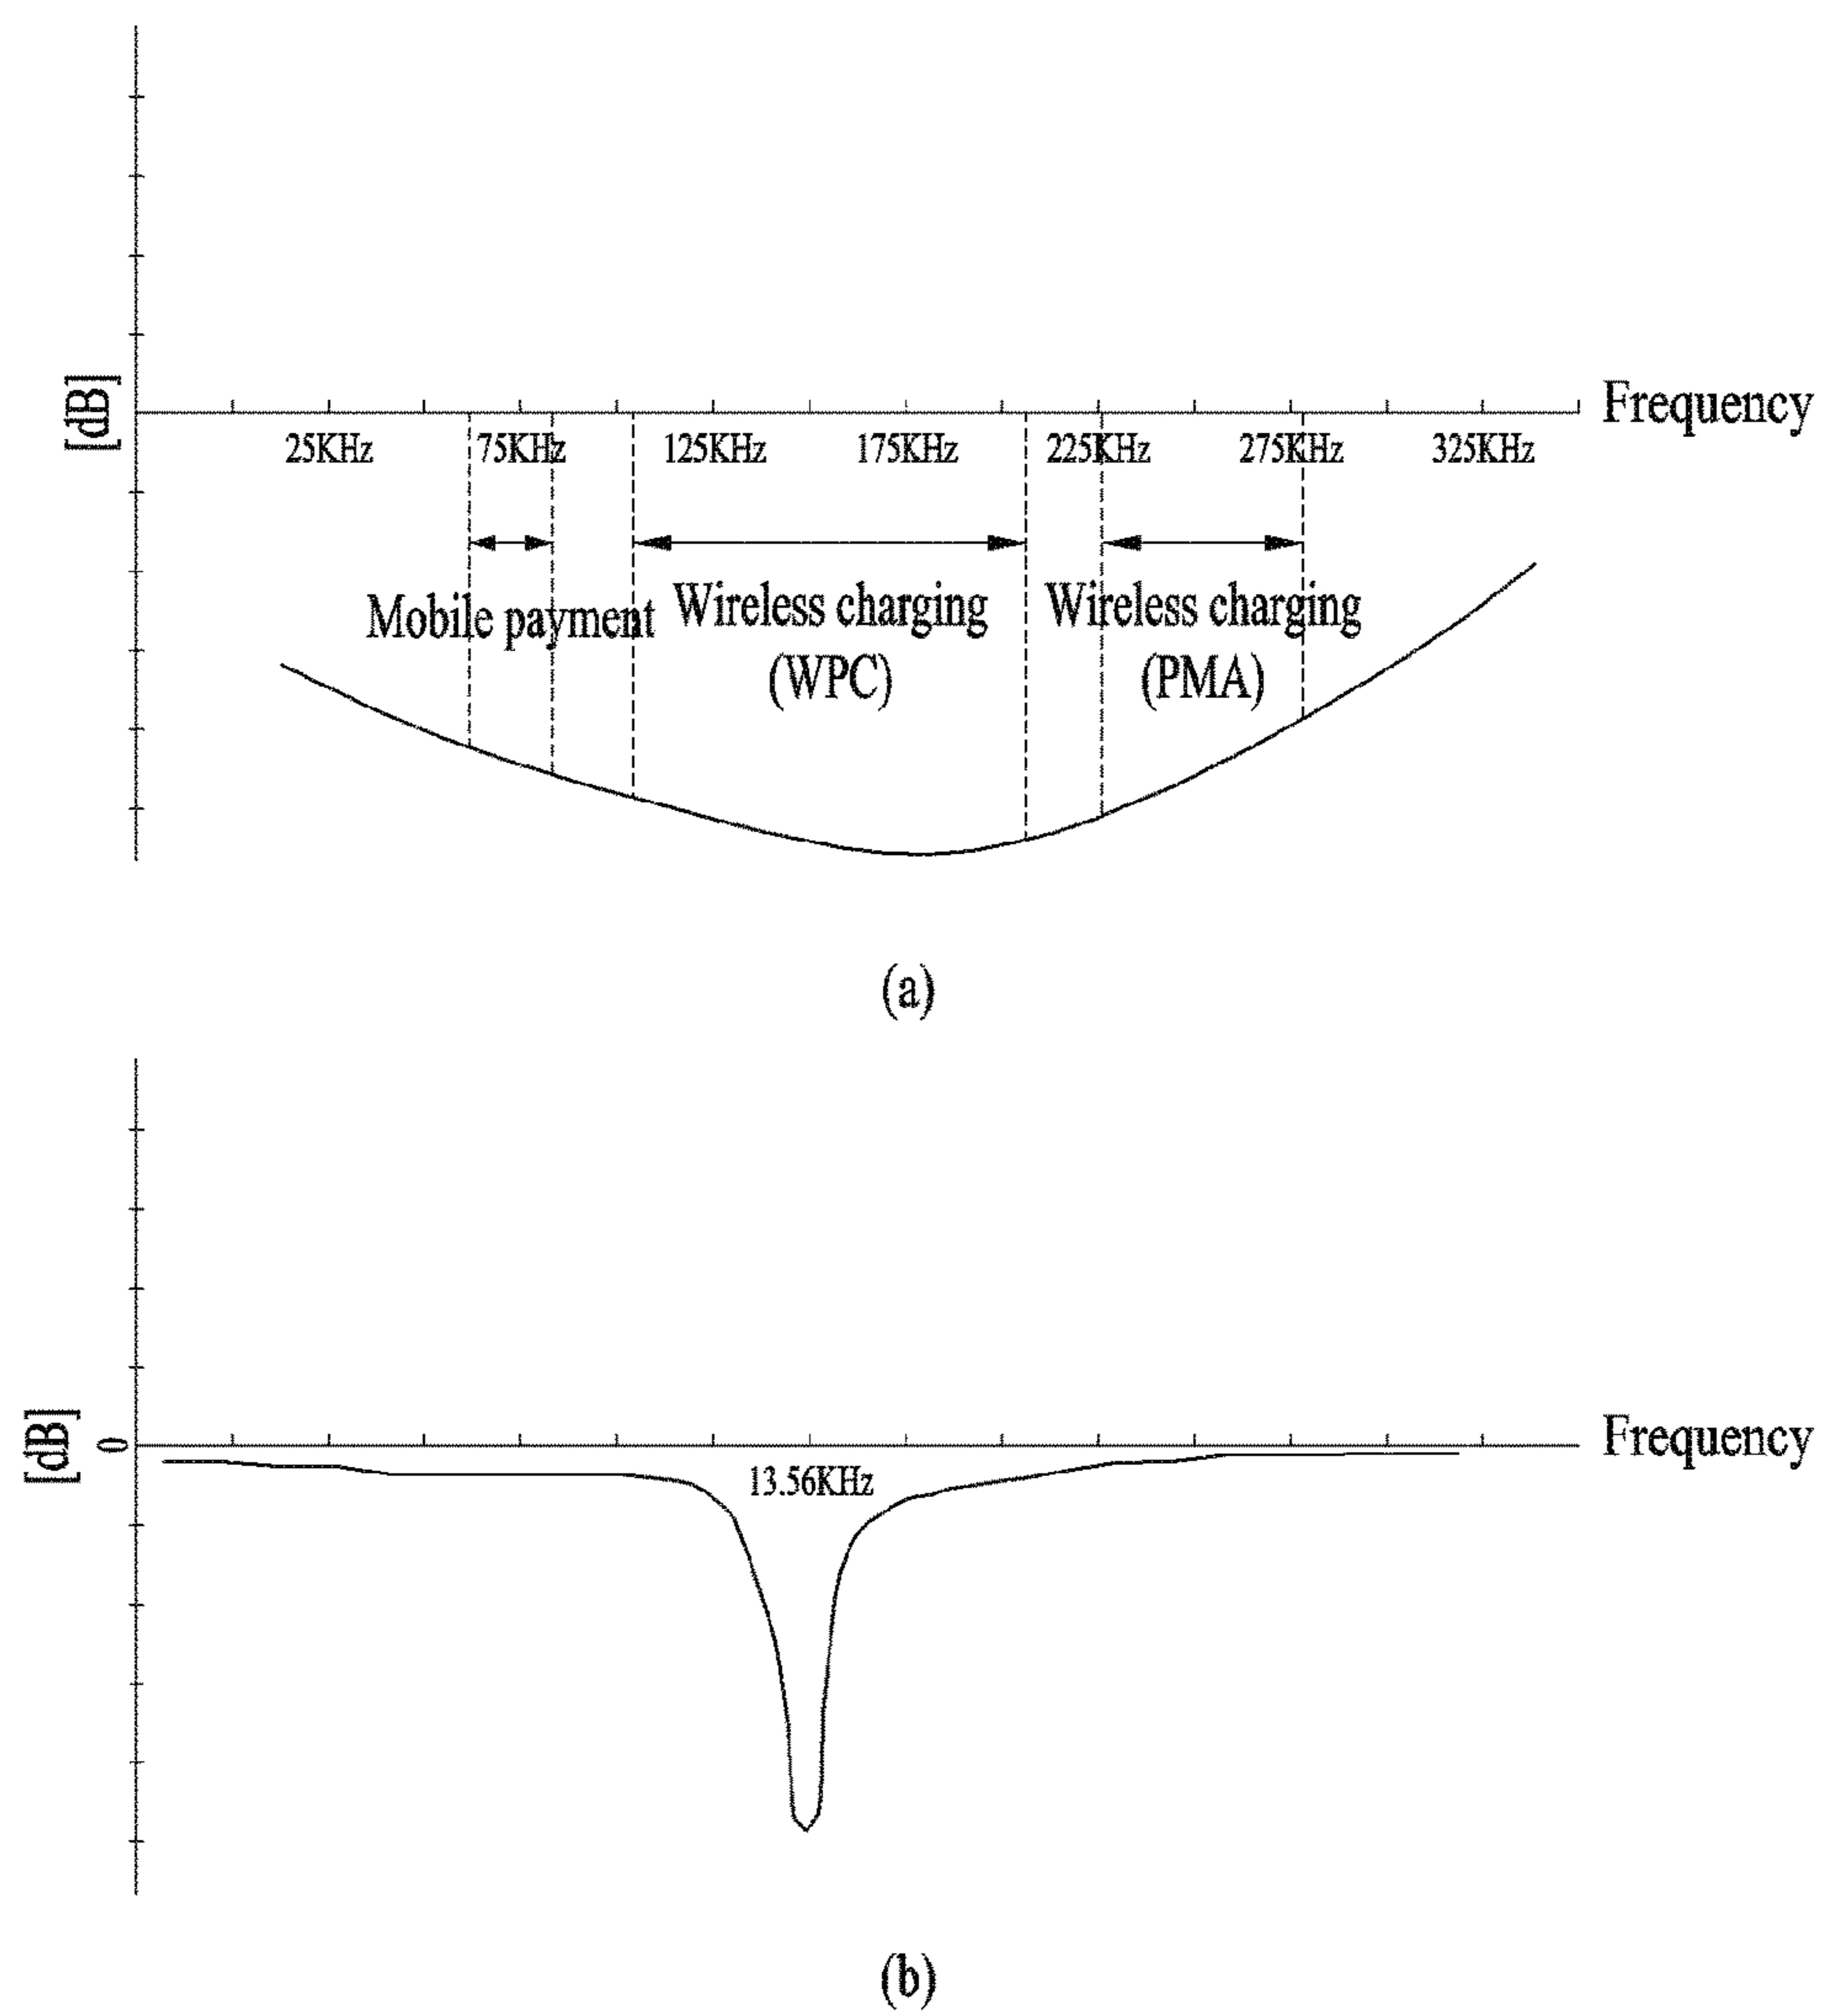 [dB]
Frequency
25KHz 75KHz 125KHz 175KHz 225KHz 275KHz 325KHz
Mobile payment
Wireless charging
(WPC)
Wireless charging
(PMA)
(a)
[dB]
0
Frequency
13.56KHz
(b)